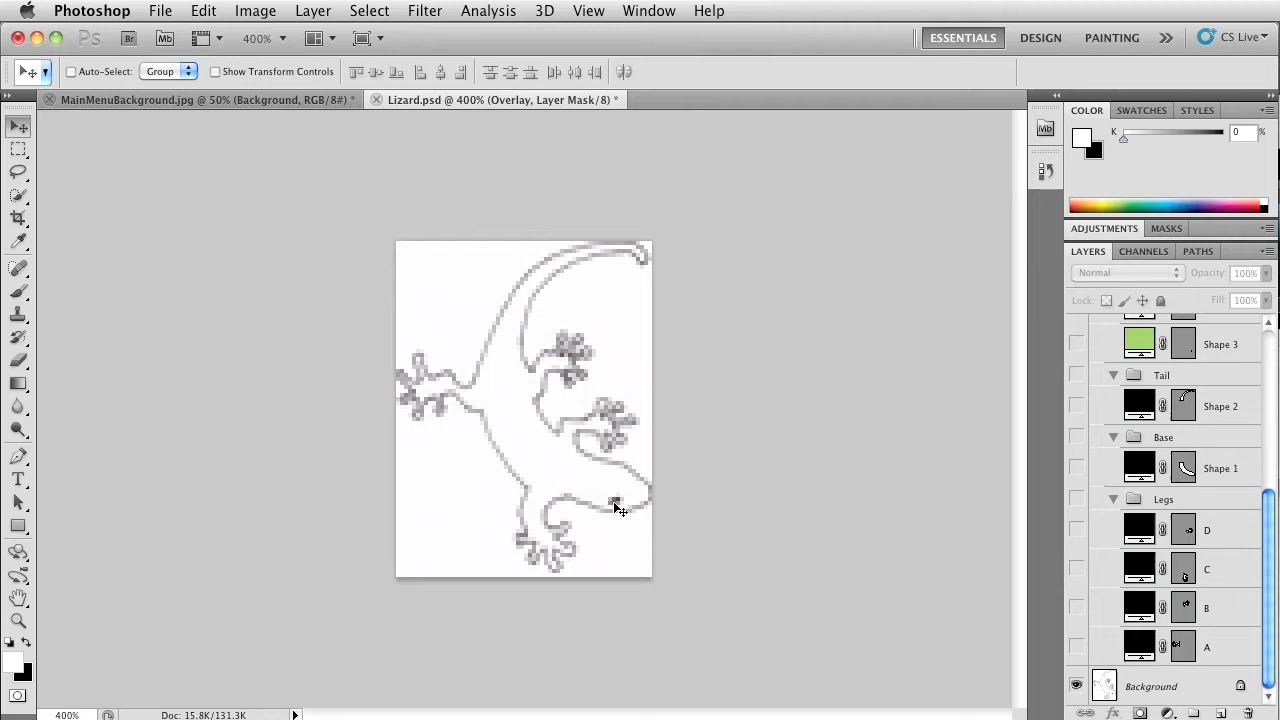 Photoshop File Edit Image Layer Select Filter Analysis 3D View Window Help
Ps Br Mb 400% ESSENTIALS DESIGN PAINTING CS Live
Auto-Select: Group Show Transform Controls
MainMenuBackground.jpg @ 50% (Background, RGB/8#) * Lizard.psd @ 400% (Overlay, Layer Mask/8) *
Mb
COLOR SWATCHES STYLES
K 0 %
ADJUSTMENTS MASKS
LAYERS CHANNELS PATHS
Normal Opacity: 100%
Lock: Fill: 100%
Shape 3
Tail
Shape 2
Base
Shape 1
Legs
D
C
B
A
Background
T
fx
400% Doc: 15.8K/131.3K